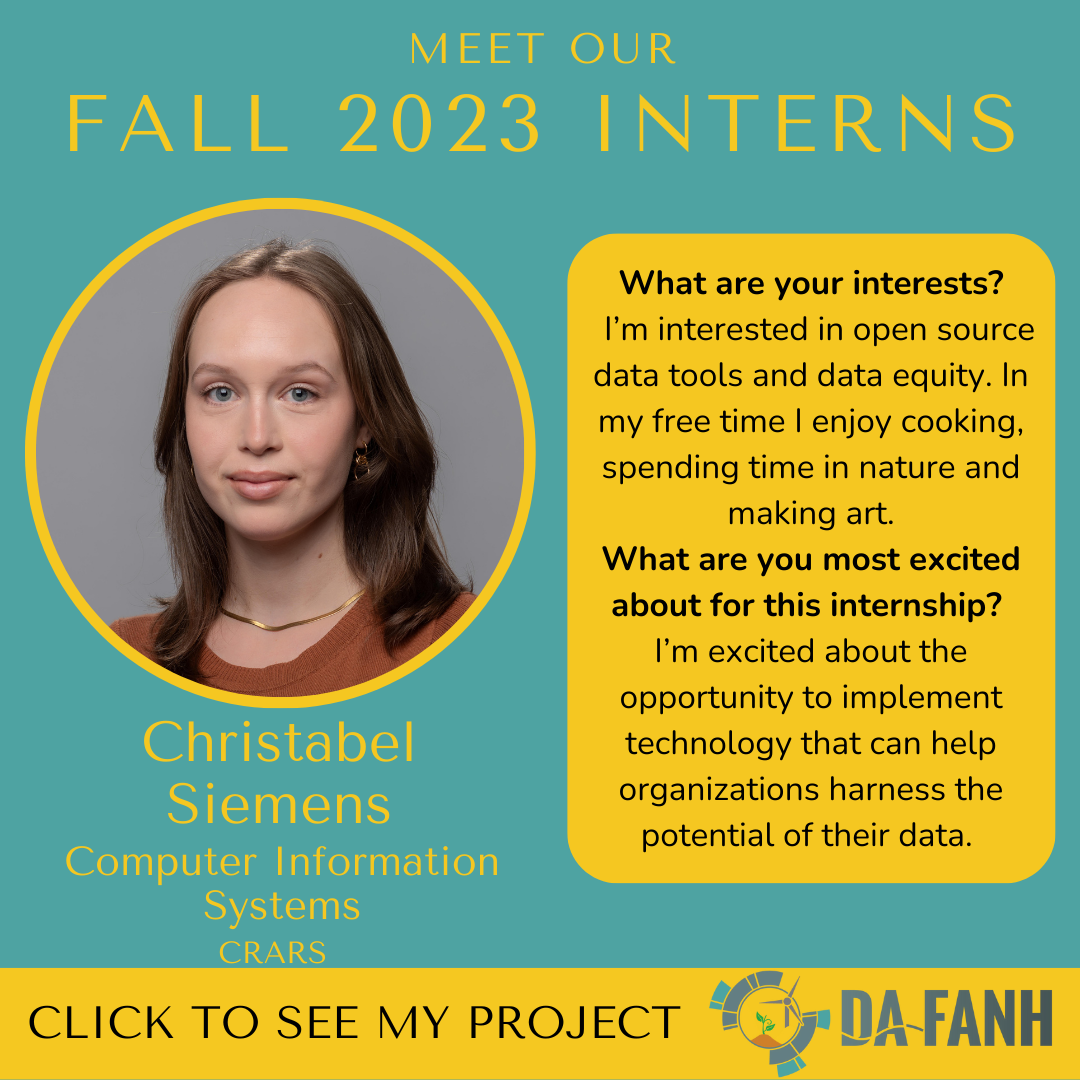 MEET OUR
FALL 2023 INTERNS
Christabel
Siemens
Computer Information
Systems
CRARS
What are your interests?
I’m interested in open source
data tools and data equity. In
my free time I enjoy cooking,
spending time in nature and
making art.
What are you most excited
about for this internship?
I’m excited about the
opportunity to implement
technology that can help
organizations harness the
potential of their data.
CLICK TO SEE MY PROJECT
DA-FANH